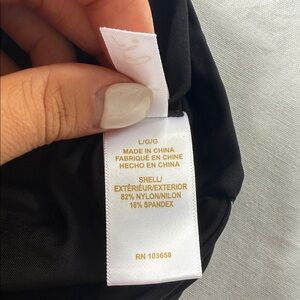 L/G/G
MADE IN CHINA
FABRIQUÉ EN CHINE
HECHO EN CHINA
SHELL/
EXTÉRIEUR/EXTERIOR
82% NYLON/NILON
18% SPANDEX
RN 103658